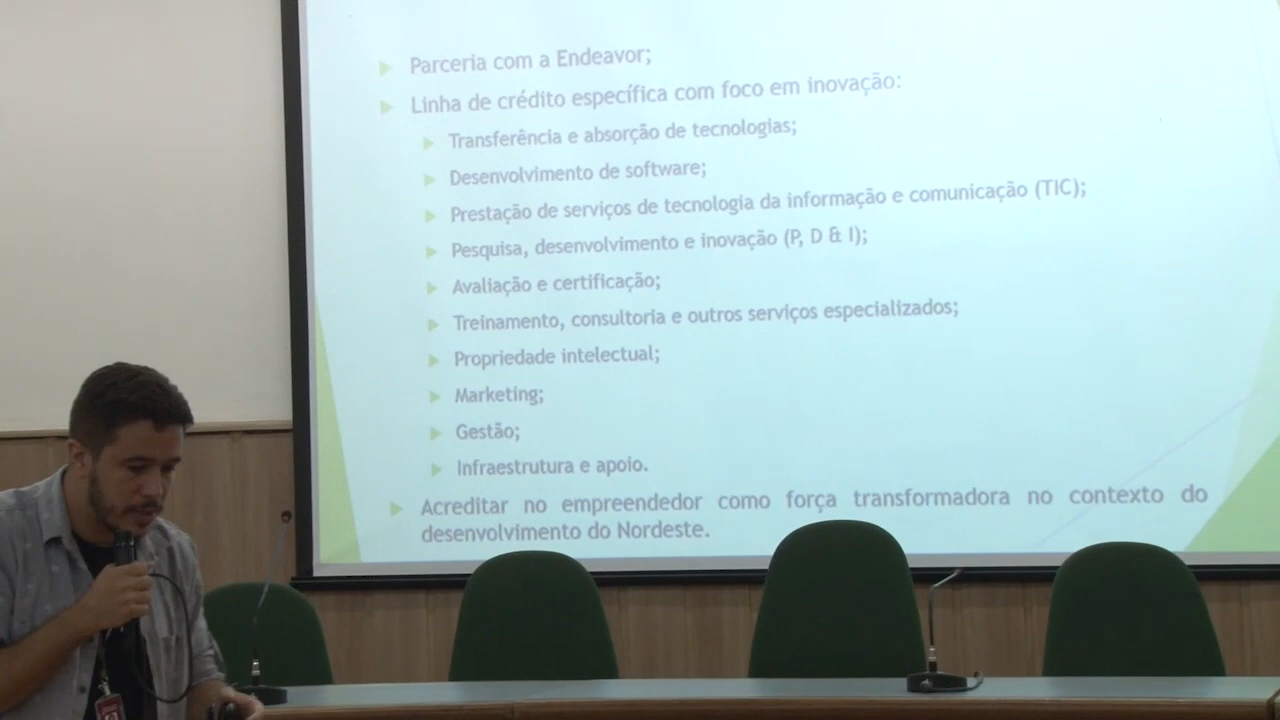 Parceria com a Endeavor;
Linha de crédito específica com foco em inovação:
Transferência e absorção de tecnologias;
Desenvolvimento de software;
Prestação de serviços de tecnologia da informação e comunicação (TIC);
Pesquisa, desenvolvimento e inovação (P, D & I);
Avaliação e certificação;
Treinamento, consultoria e outros serviços especializados;
Propriedade intelectual;
Marketing;
Gestão;
Infraestrutura e apoio.
Acreditar no empreendedor como força transformadora no contexto do
desenvolvimento do Nordeste.